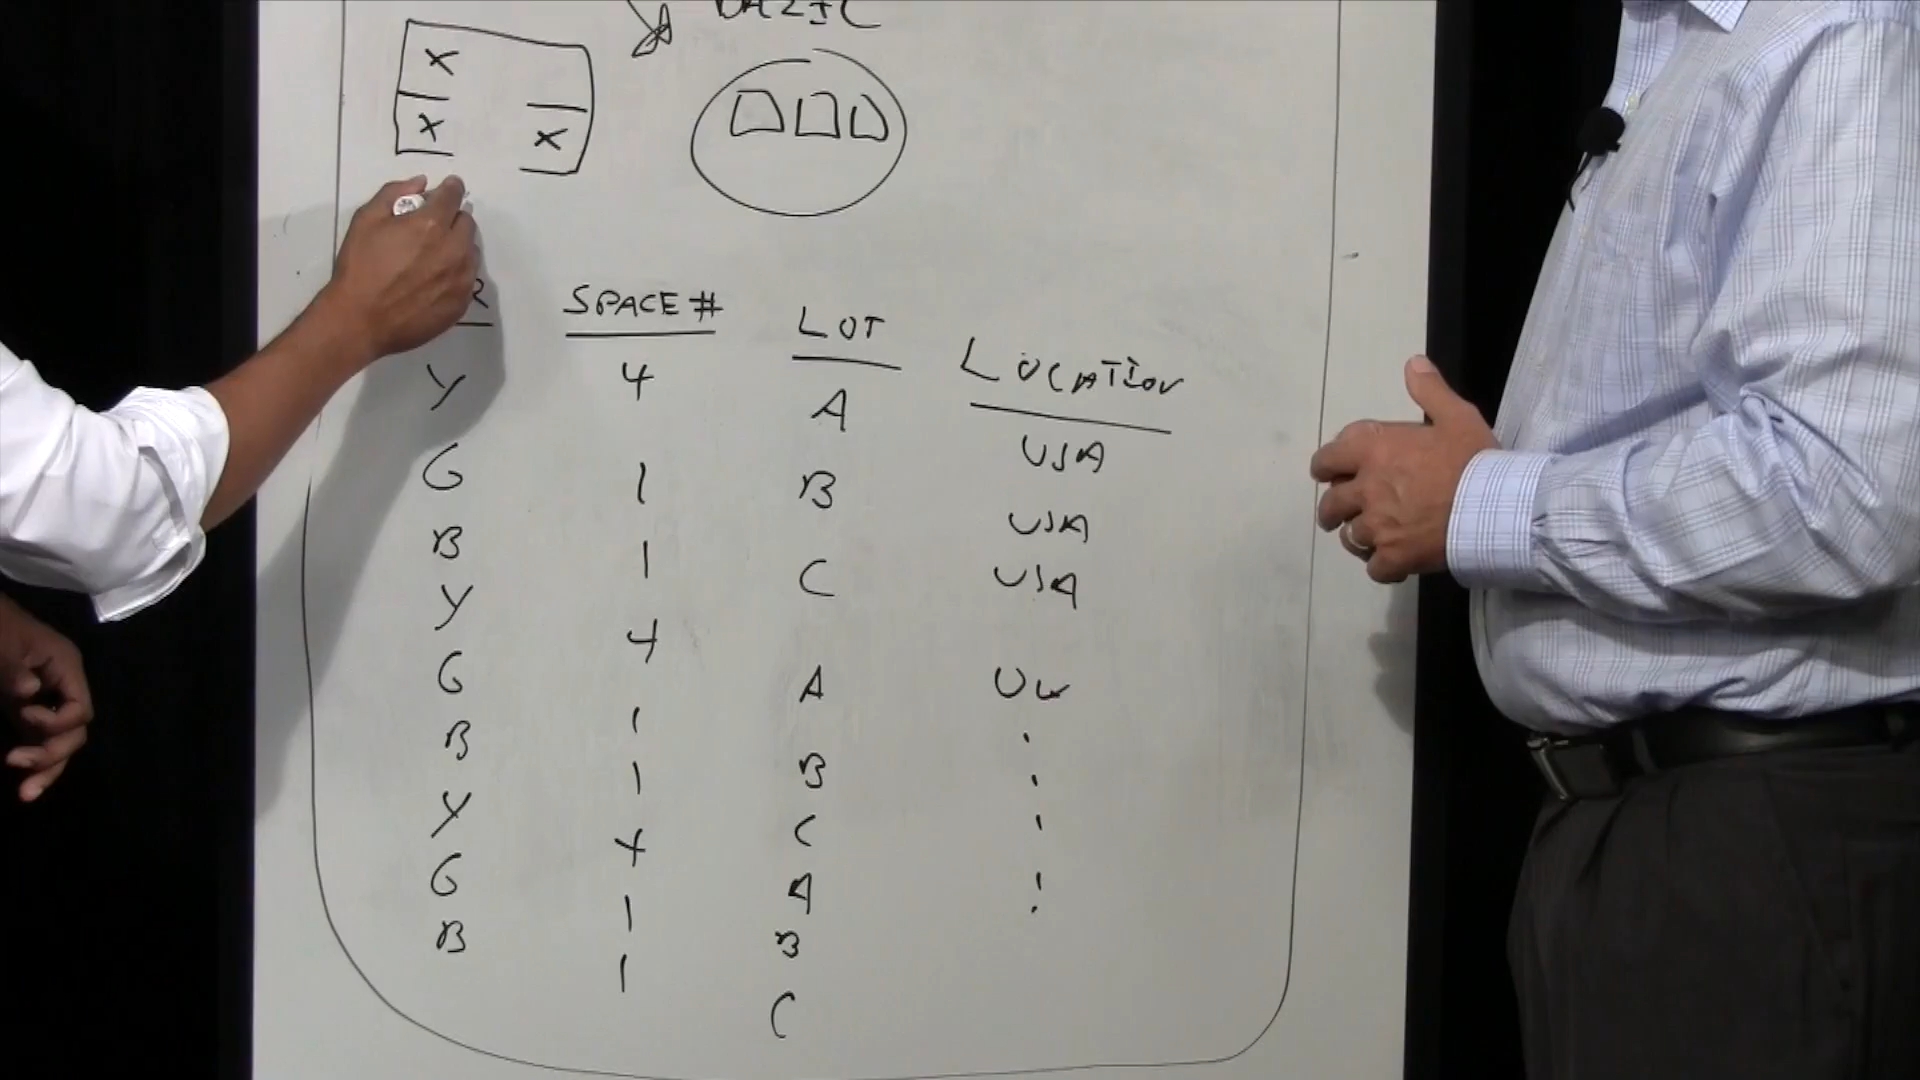 X
X X
SPACE # LOT LOCATION
Y 4 A USA
G 1 B USA
B 1 C USA
Y 4 A
G 1 B
B 1 C
Y 4 A
G 1 B
B 1 C